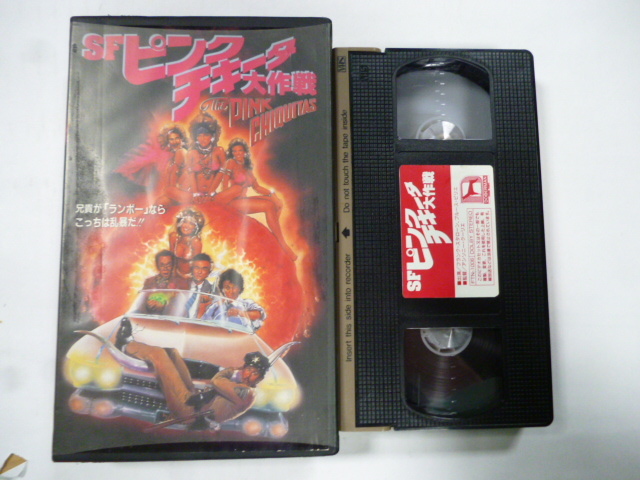 SFピンク
チキータ
大作戦
The PINK
CHIQUITAS
兄貴が「ランボー」なら
こっちは乱暴だ!!
VHS
Do not touch the tape inside
Insert this side into recorder
SFピンク
チキータ
大作戦